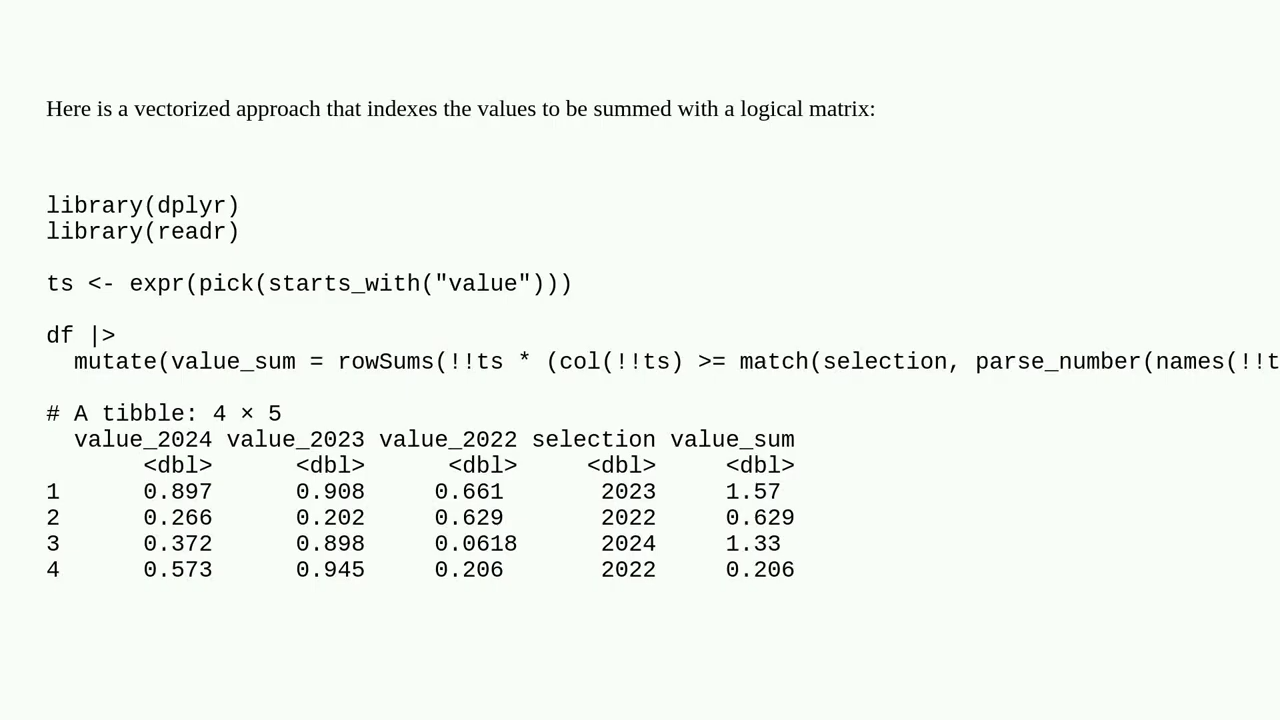 Here is a vectorized approach that indexes the values to be summed with a logical matrix:
library(dplyr)
library(readr)
ts <- expr(pick(starts_with("value")))
df |>
  mutate(value_sum = rowSums(!!ts * (col(!!ts) >= match(selection, parse_number(names(!!t
# A tibble: 4 × 5
  value_2024 value_2023 value_2022 selection value_sum
       <dbl>      <dbl>      <dbl>     <dbl>     <dbl>
1      0.897      0.908     0.661       2023     1.57
2      0.266      0.202     0.629       2022     0.629
3      0.372      0.898     0.0618      2024     1.33
4      0.573      0.945     0.206       2022     0.206